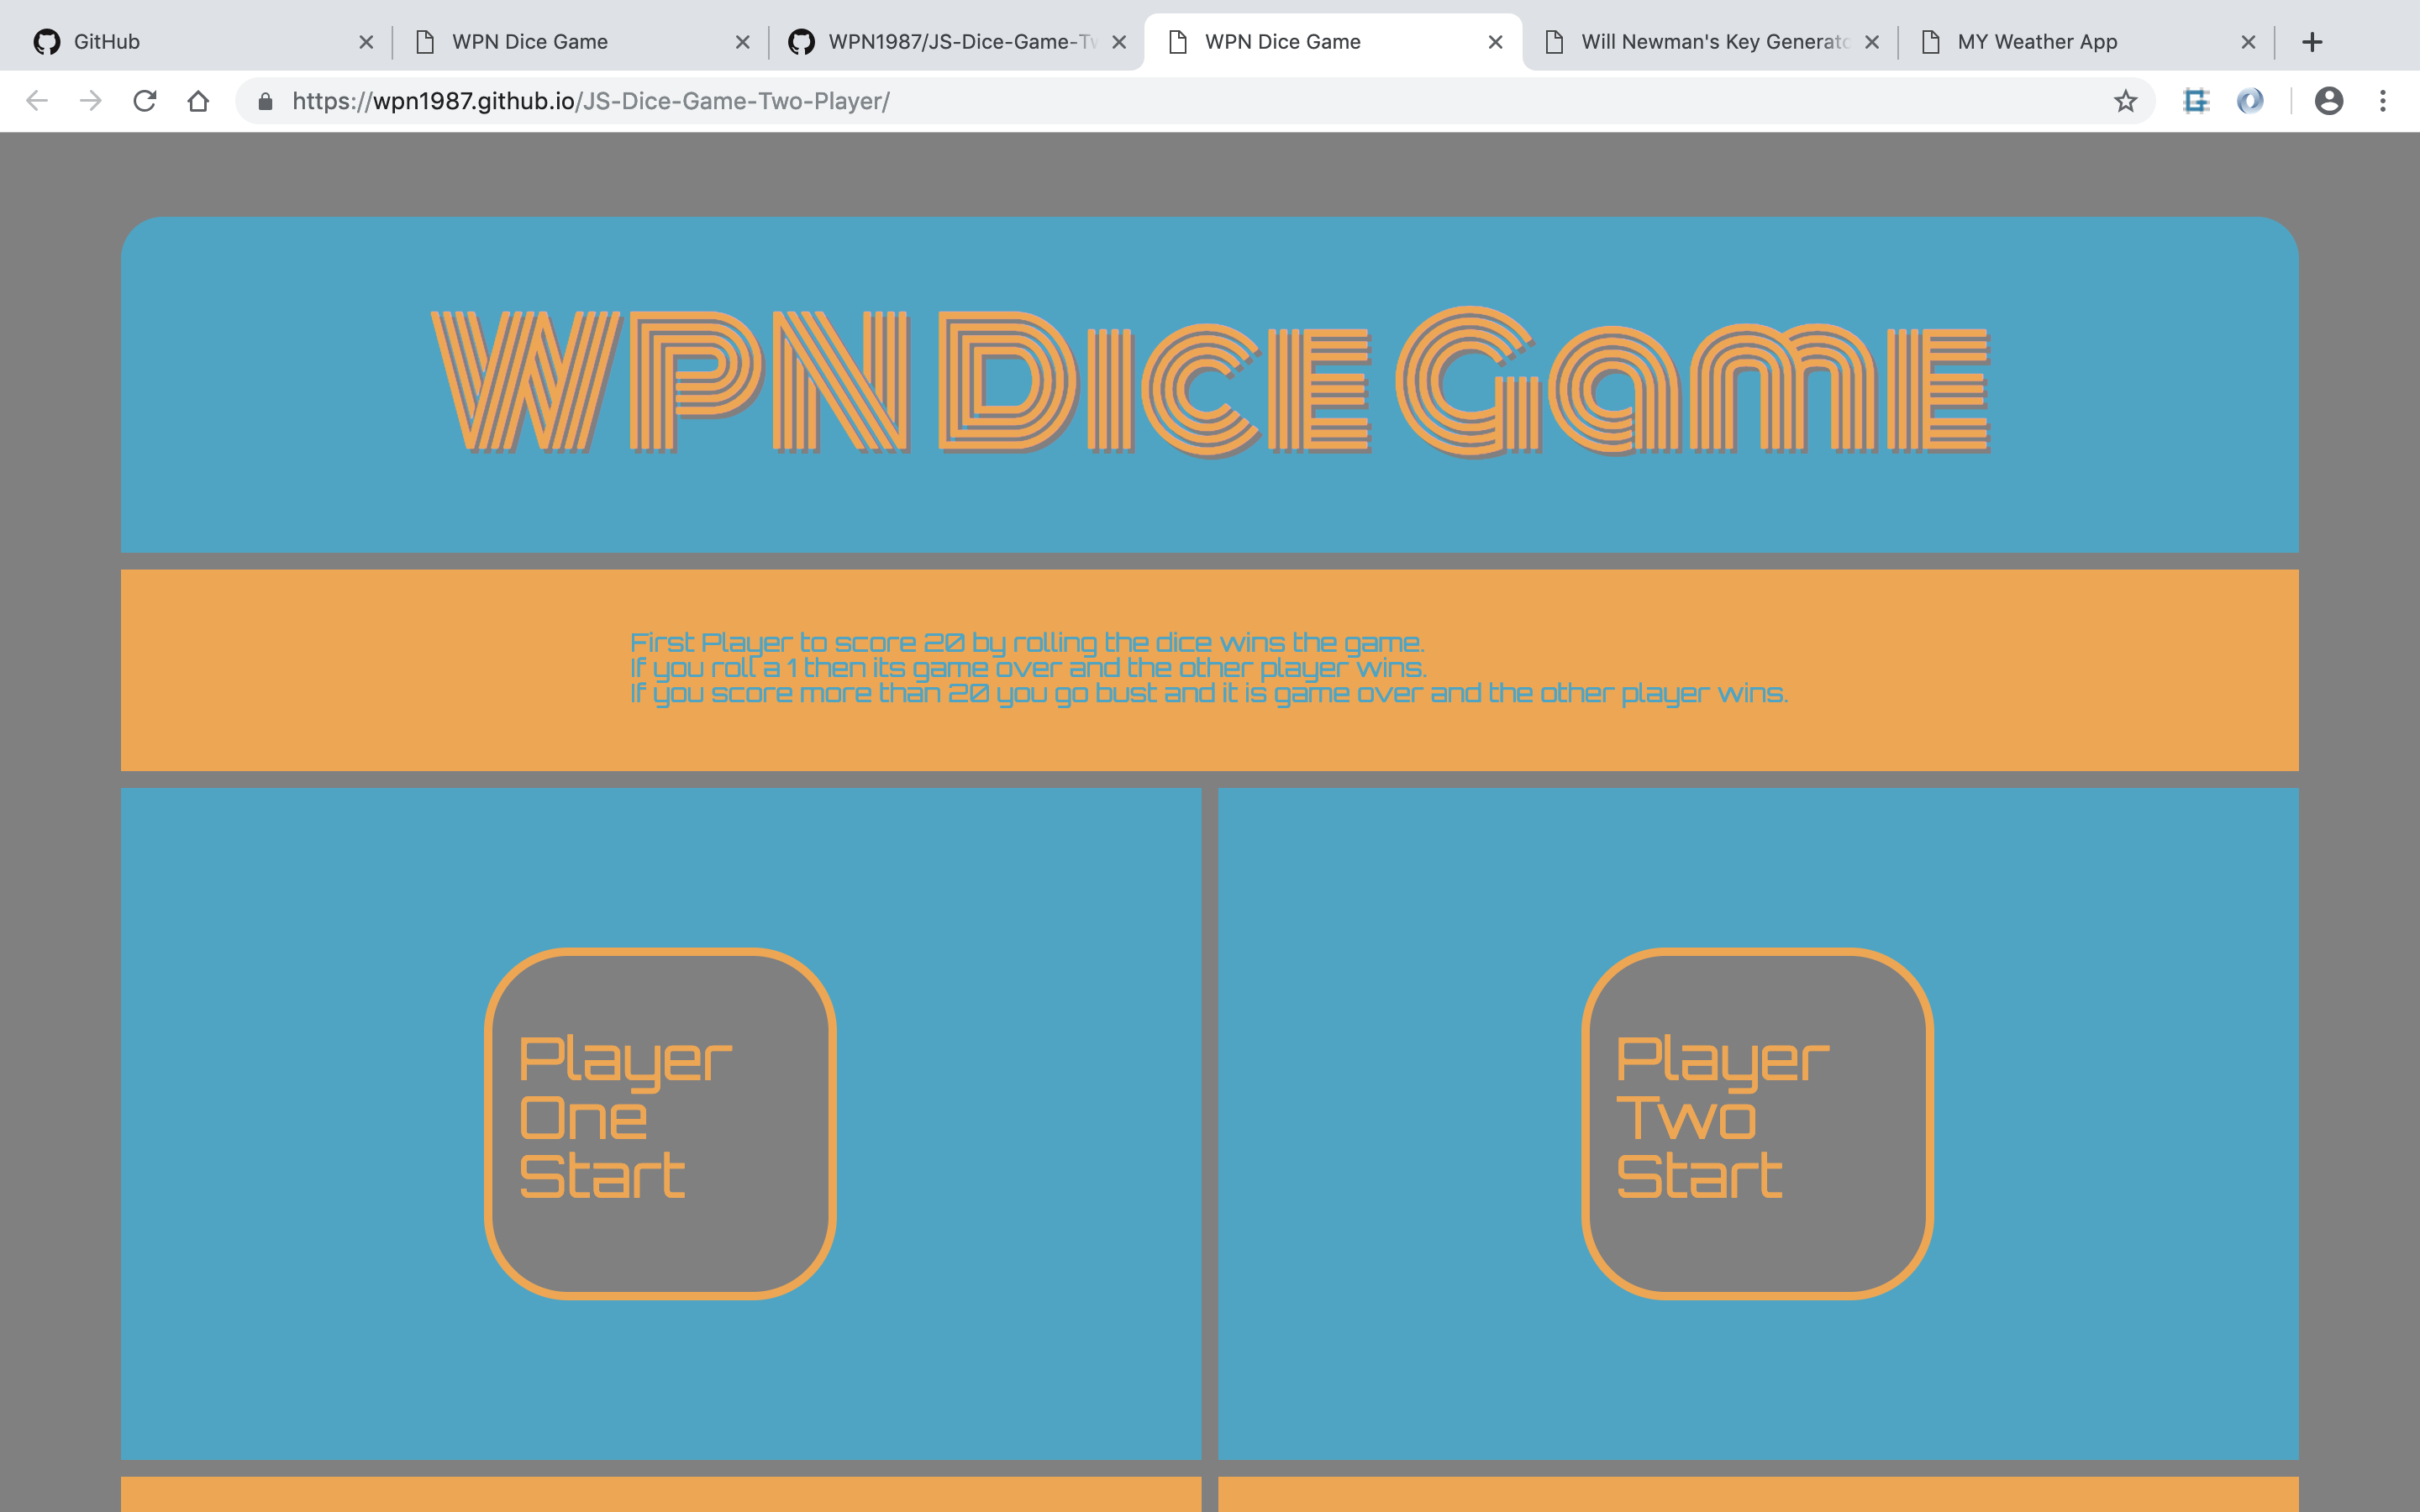 GitHub
WPN Dice Game
WPN1987/JS-Dice-Game-Tw
WPN Dice Game
Will Newman's Key Generato
MY Weather App
https://wpn1987.github.io/JS-Dice-Game-Two-Player/
WPN Dice Game
First Player to score 20 by rolling the dice wins the game.
If you roll a 1 then its game over and the other player wins.
If you score more than 20 you go bust and it is game over and the other player wins.
Player
One
Start
Player
Two
Start